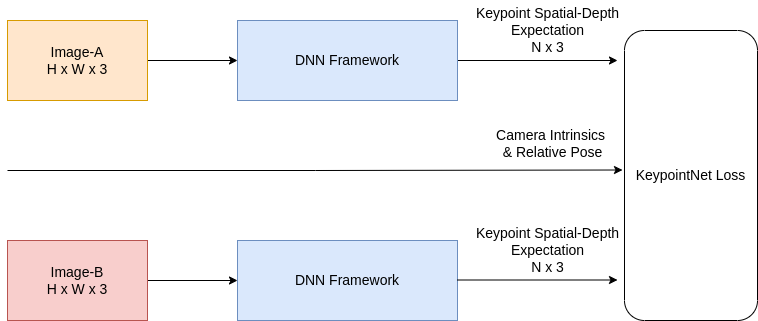 Image-A
H x W x 3
DNN Framework
Keypoint Spatial-Depth
Expectation
N x 3
Camera Intrinsics
& Relative Pose
KeypointNet Loss
Image-B
H x W x 3
DNN Framework
Keypoint Spatial-Depth
Expectation
N x 3